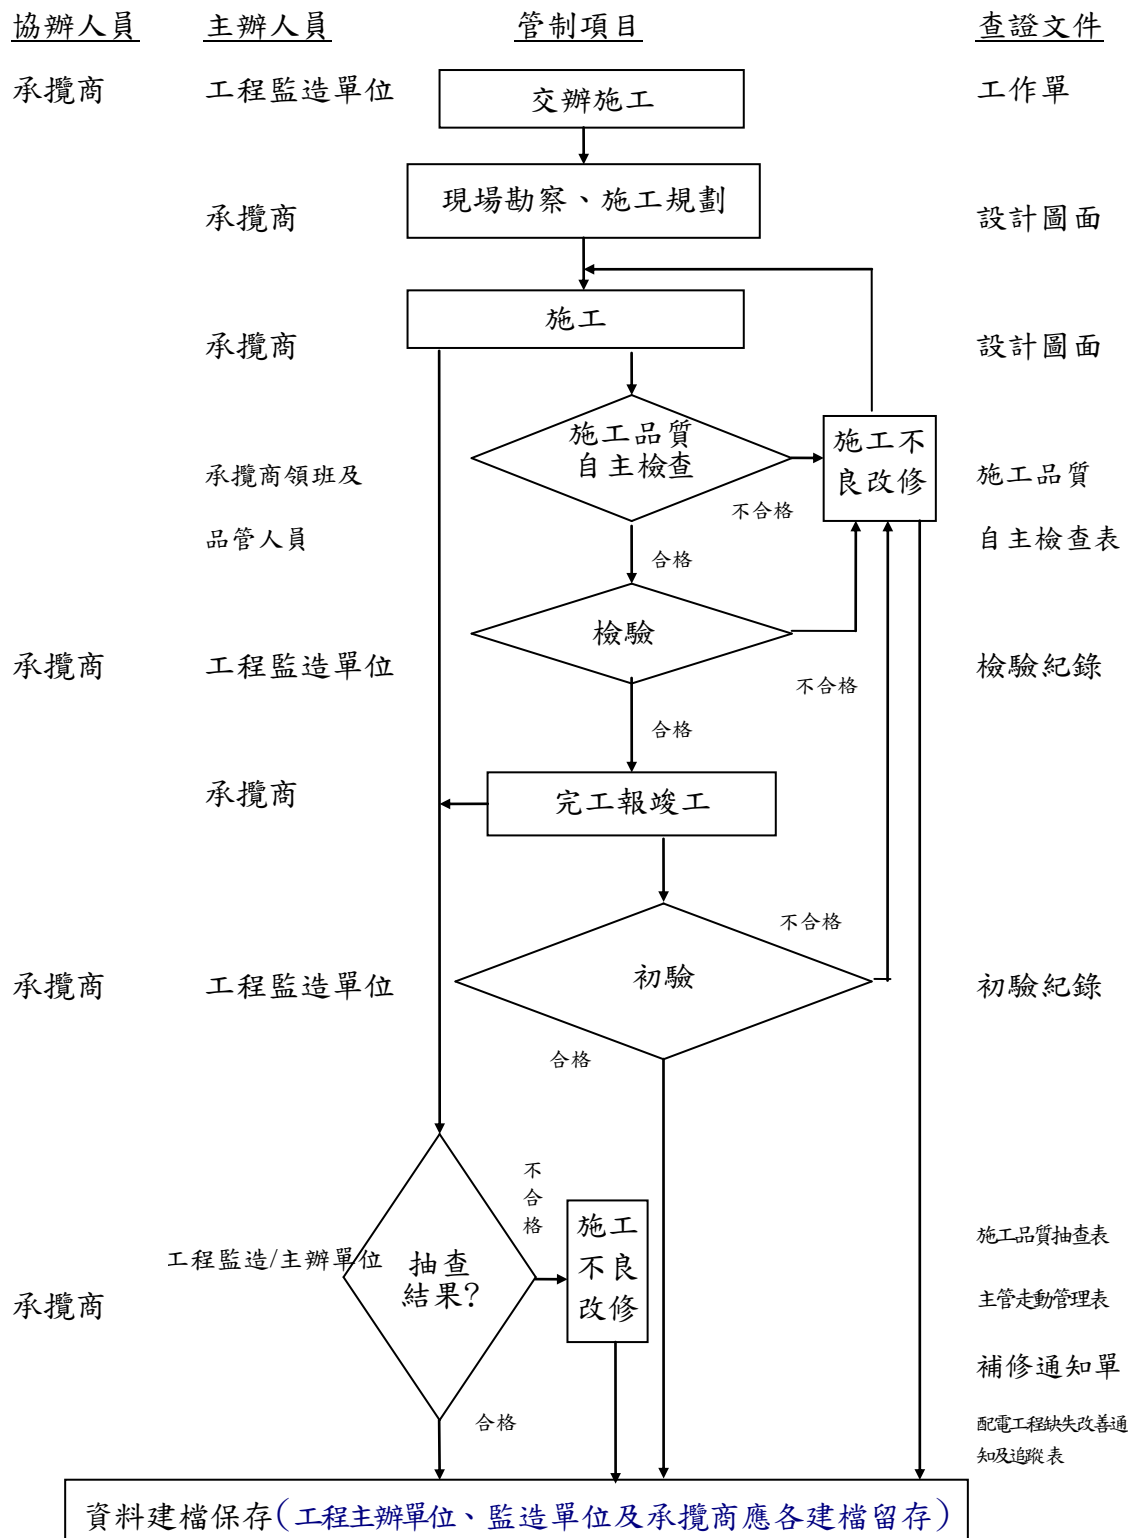 協辦人員 主辦人員 管制項目 查證文件
承攬商 工程監造單位 交辦施工 工作單
現場勘察、施工規劃
承攬商 設計圖面
施工
承攬商 設計圖面
施工品質
自主檢查
施工不
良改修
承攬商領班及 施工品質
不合格
品管人員 自主檢查表
合格
檢驗
承攬商 工程監造單位 檢驗紀錄
不合格
合格
承攬商 完工報竣工
不合格
承攬商 工程監造單位 初驗 初驗紀錄
合格
不
合
格
施工
不良
改修
施工品質抽查表
工程監造/主辦單位
抽查
結果?
承攬商 主管走動管理表
補修通知單
合格
配電工程缺失改善通
知及追蹤表
資料建檔保存(工程主辦單位、監造單位及承攬商應各建檔留存)